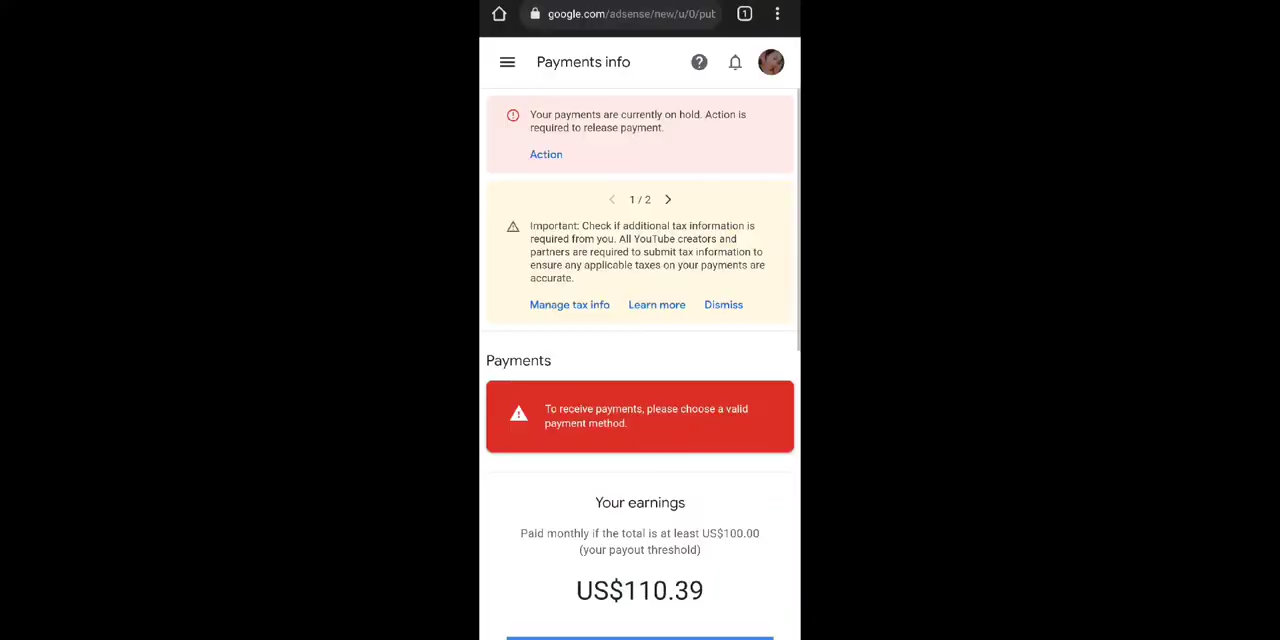 google.com/adsense/new/u/0/put
1
Payments info
Your payments are currently on hold. Action is
required to release payment.
Action
1 / 2
Important: Check if additional tax information is
required from you. All YouTube creators and
partners are required to submit tax information to
ensure any applicable taxes on your payments are
accurate.
Manage tax info Learn more Dismiss
Payments
To receive payments, please choose a valid
payment method.
Your earnings
Paid monthly if the total is at least US$100.00
(your payout threshold)
US$110.39